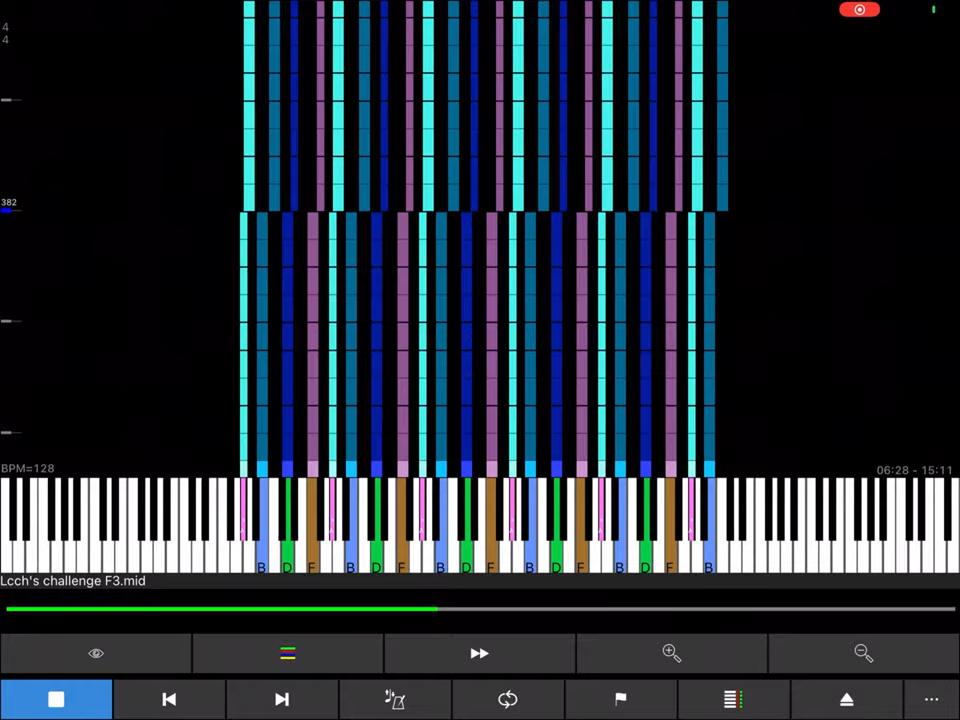 4
4
382
BPM=128
06:28 - 15:11
B D F B D F B D F B D F B D F B
Lcch's challenge F3.mid